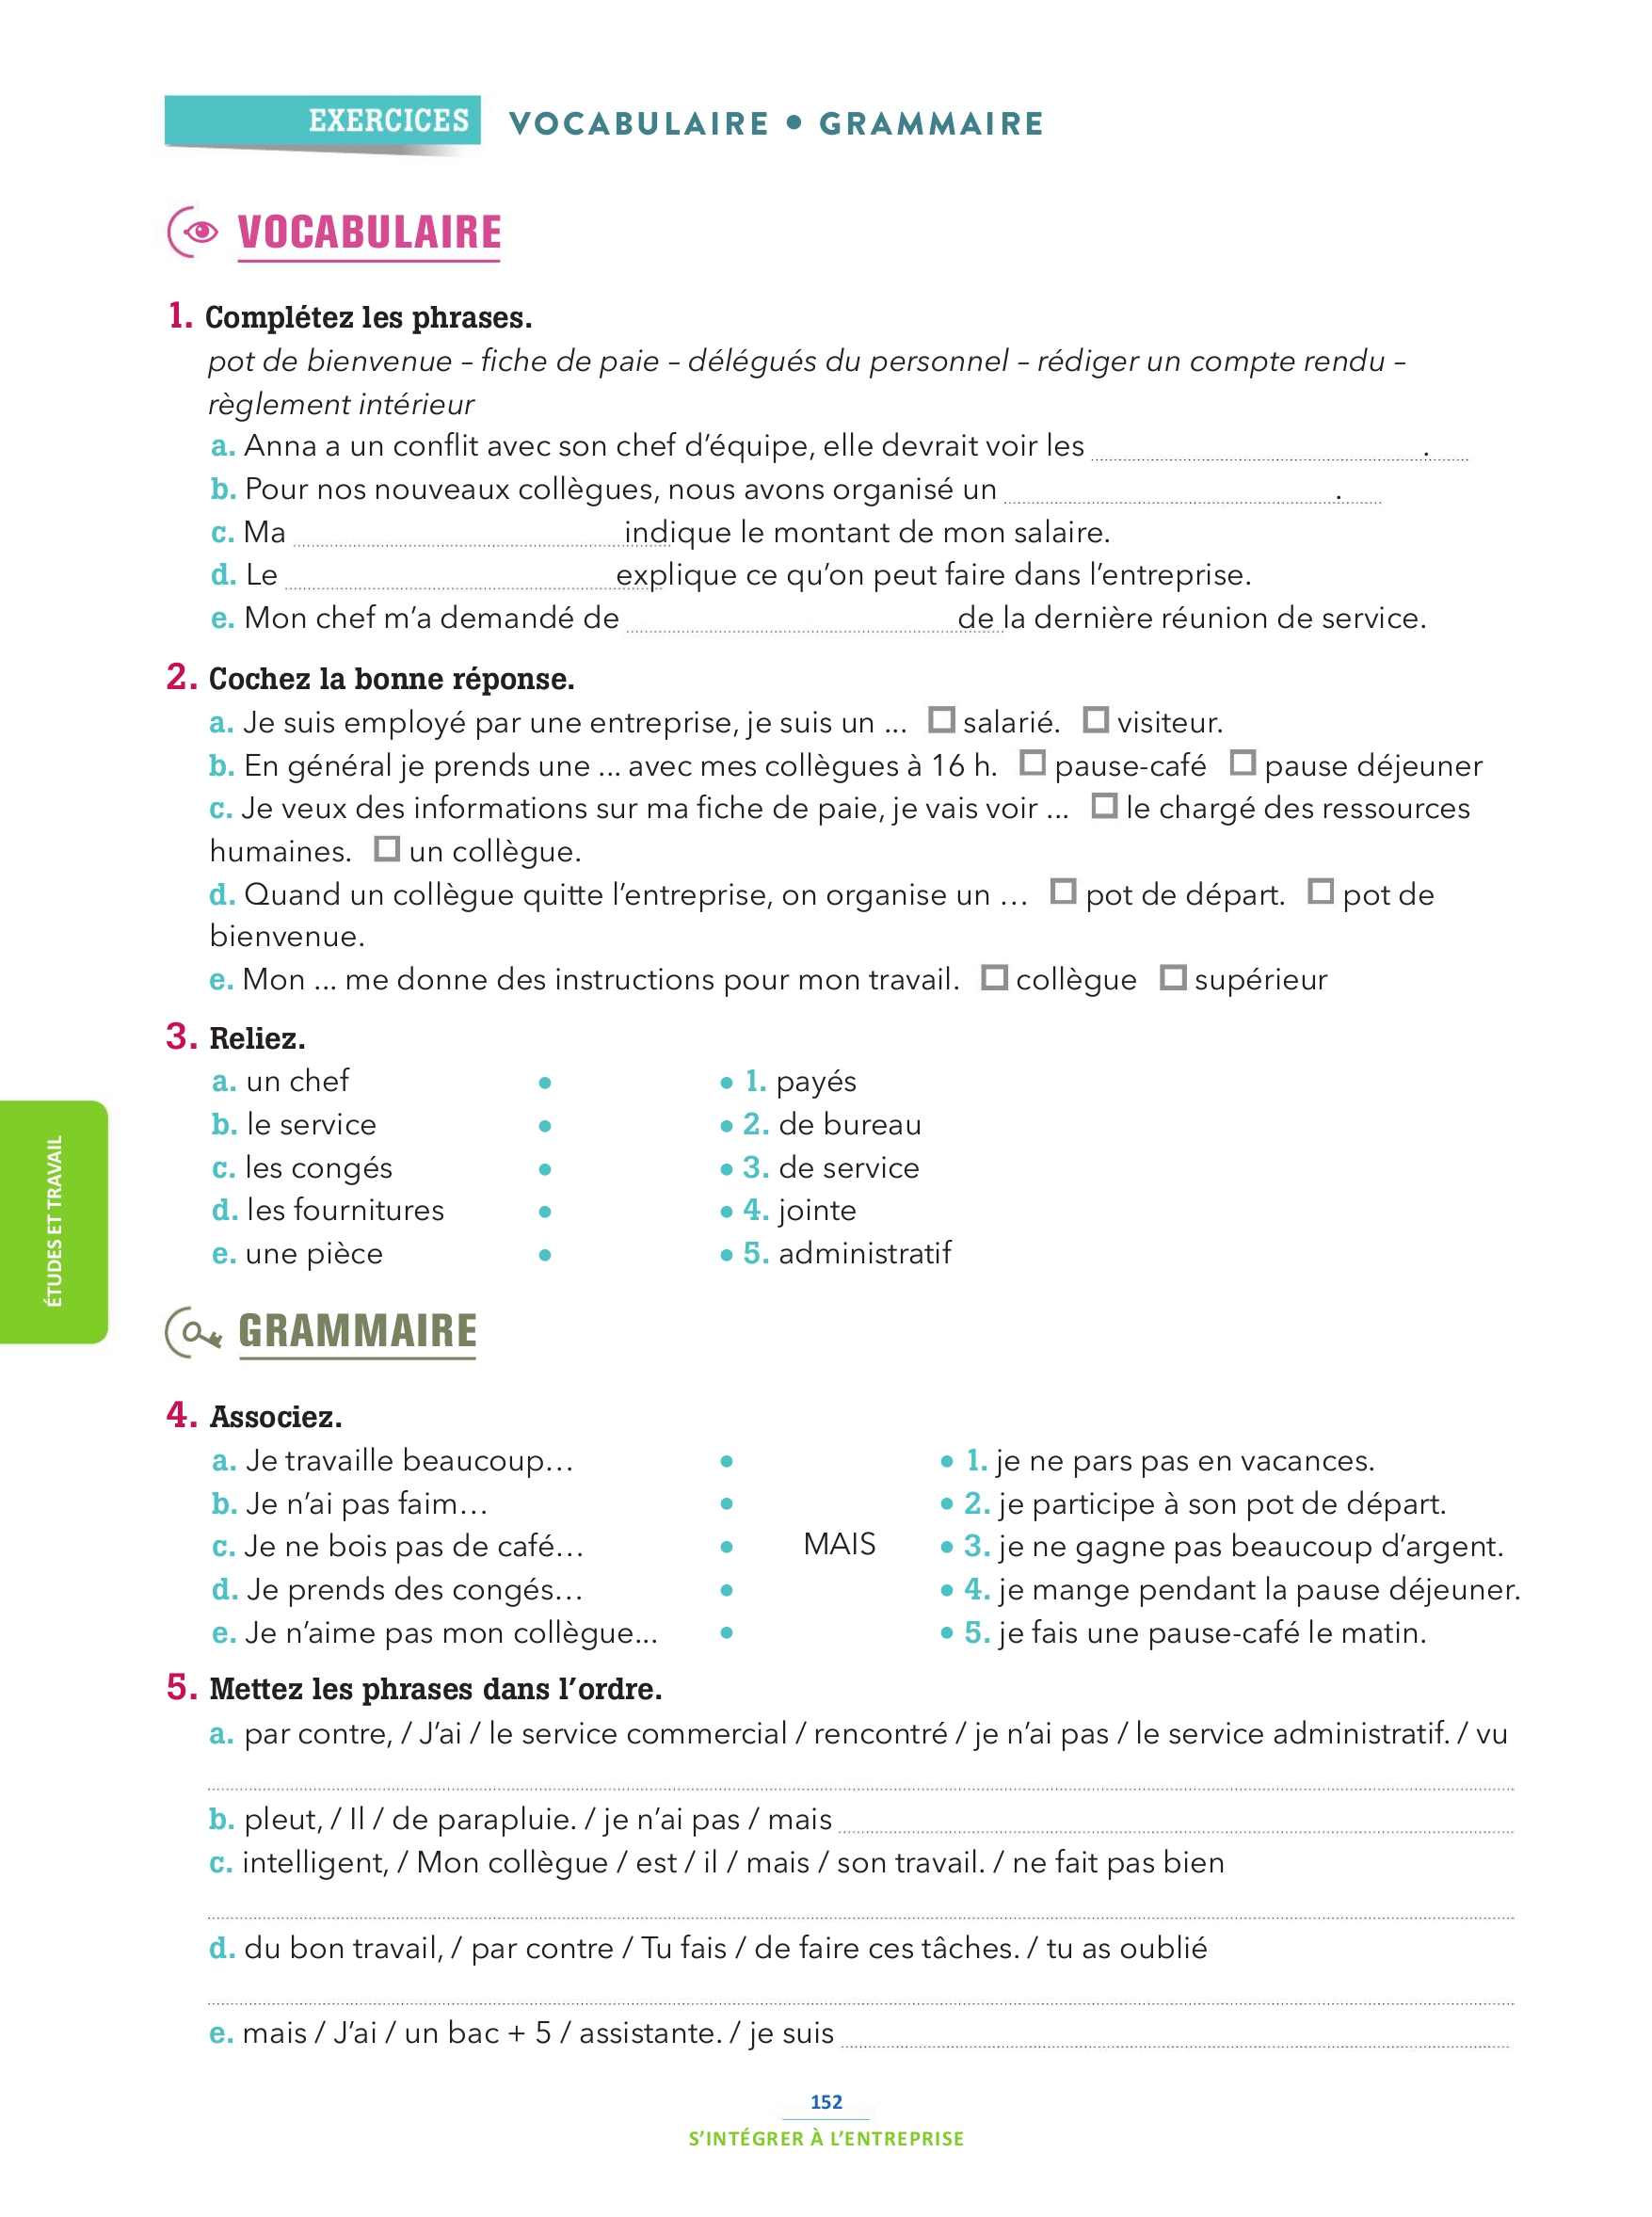 EXERCICES VOCABULAIRE • GRAMMAIRE
VOCABULAIRE
1. Complétez les phrases.
pot de bienvenue – fiche de paie – délégués du personnel – rédiger un compte rendu –
règlement intérieur
a. Anna a un conflit avec son chef d'équipe, elle devrait voir les .
b. Pour nos nouveaux collègues, nous avons organisé un .
c. Ma indique le montant de mon salaire.
d. Le explique ce qu'on peut faire dans l'entreprise.
e. Mon chef m'a demandé de de la dernière réunion de service.
2. Cochez la bonne réponse.
a. Je suis employé par une entreprise, je suis un ... ☐ salarié. ☐ visiteur.
b. En général je prends une ... avec mes collègues à 16 h. ☐ pause-café ☐ pause déjeuner
c. Je veux des informations sur ma fiche de paie, je vais voir ... ☐ le chargé des ressources
humaines. ☐ un collègue.
d. Quand un collègue quitte l'entreprise, on organise un … ☐ pot de départ. ☐ pot de
bienvenue.
e. Mon ... me donne des instructions pour mon travail. ☐ collègue ☐ supérieur
3. Reliez.
a. un chef • • 1. payés
b. le service • • 2. de bureau
c. les congés • • 3. de service
d. les fournitures • • 4. jointe
e. une pièce • • 5. administratif
ÉTUDES ET TRAVAIL
GRAMMAIRE
4. Associez.
a. Je travaille beaucoup… • • 1. je ne pars pas en vacances.
b. Je n'ai pas faim… • • 2. je participe à son pot de départ.
c. Je ne bois pas de café… • MAIS • 3. je ne gagne pas beaucoup d'argent.
d. Je prends des congés… • • 4. je mange pendant la pause déjeuner.
e. Je n'aime pas mon collègue... • • 5. je fais une pause-café le matin.
5. Mettez les phrases dans l'ordre.
a. par contre, / J'ai / le service commercial / rencontré / je n'ai pas / le service administratif. / vu
b. pleut, / Il / de parapluie. / je n'ai pas / mais
c. intelligent, / Mon collègue / est / il / mais / son travail. / ne fait pas bien
d. du bon travail, / par contre / Tu fais / de faire ces tâches. / tu as oublié
e. mais / J'ai / un bac + 5 / assistante. / je suis
152
S'INTÉGRER À L'ENTREPRISE